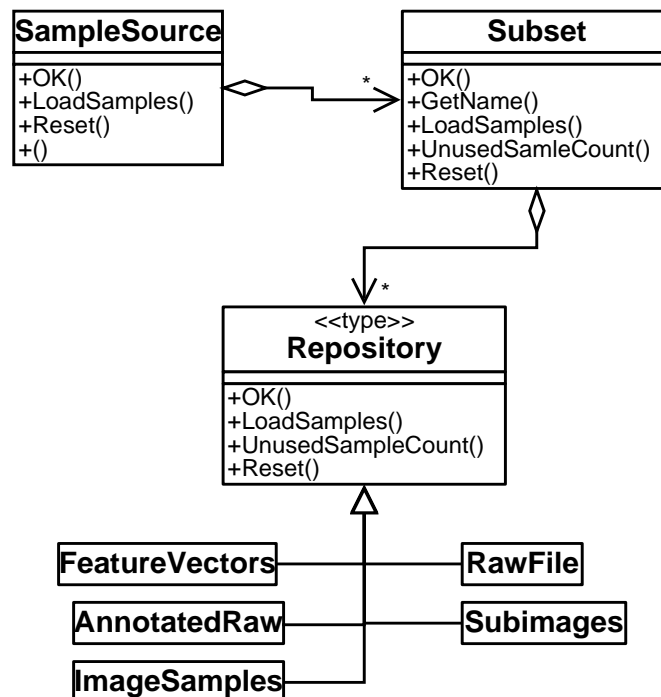 SampleSource
+OK()
+LoadSamples()
+Reset()
+()
*
Subset
+OK()
+GetName()
+LoadSamples()
+UnusedSamleCount()
+Reset()
*
<<type>>
Repository
+OK()
+LoadSamples()
+UnusedSampleCount()
+Reset()
FeatureVectors
RawFile
AnnotatedRaw
Subimages
ImageSamples